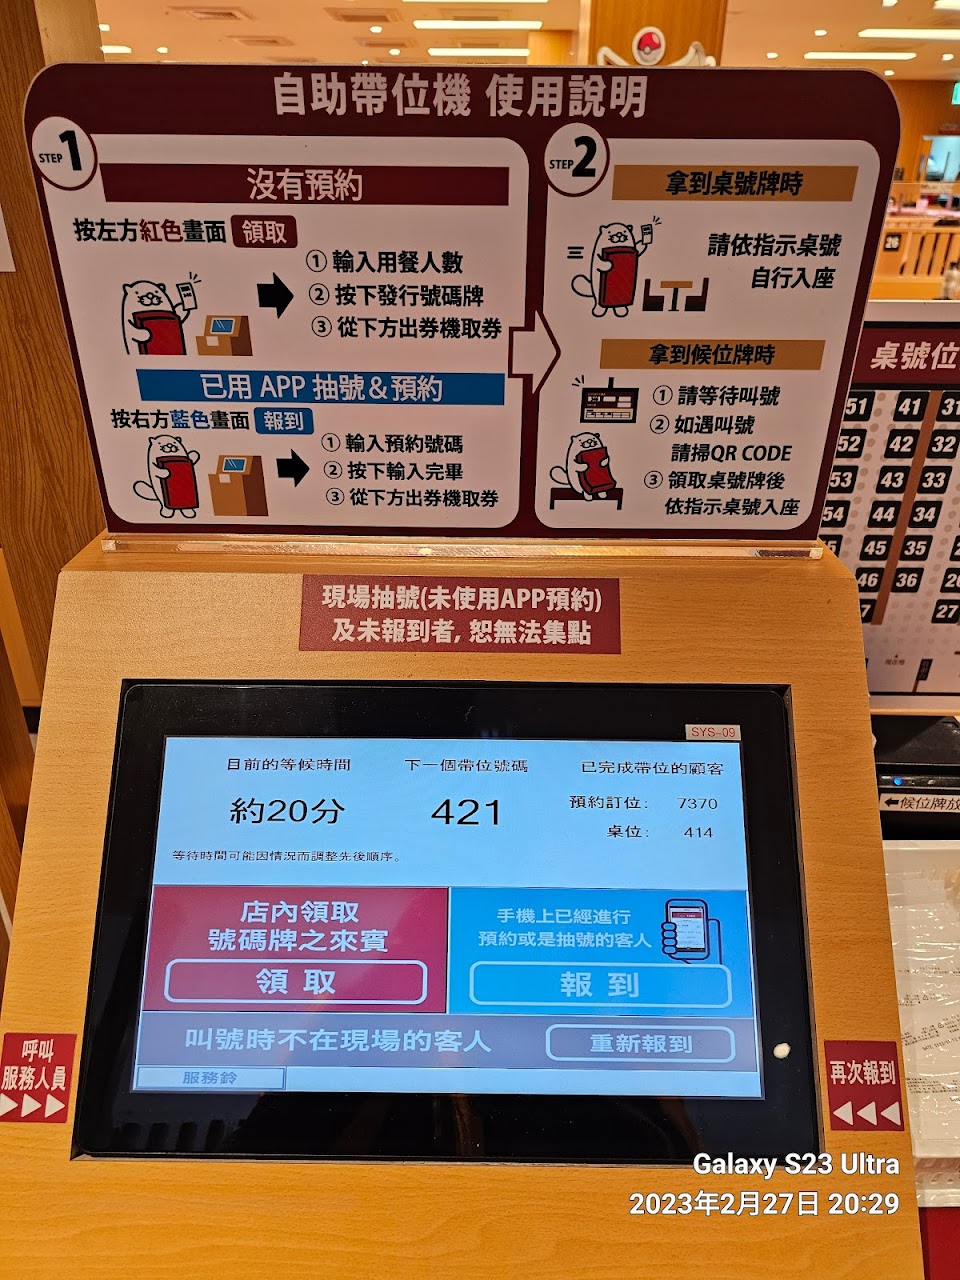 自助帶位機 使用說明
STEP 1
沒有預約
按左方紅色畫面 領取
① 輸入用餐人數
② 按下發行號碼牌
③ 從下方出券機取券
已用 APP 抽號&預約
按右方藍色畫面 報到
① 輸入預約號碼
② 按下輸入完畢
③ 從下方出券機取券
STEP 2
拿到桌號牌時
請依指示桌號
自行入座
拿到候位牌時
① 請等待叫號
② 如遇叫號
請掃QR CODE
③ 領取桌號牌後
依指示桌號入座
26
桌號位
51 41 31
52 42 32
53 43 33
54 44 34
45 35
46 36
27
現場抽號(未使用APP預約)
及未報到者, 恕無法集點
SYS-09
目前的等候時間
約20分
下一個帶位號碼
421
已完成帶位的顧客
預約訂位: 7370
桌位: 414
等待時間可能因情況而調整先後順序。
店內領取
號碼牌之來賓
領取
手機上已經進行
預約或是抽號的客人
報到
叫號時不在現場的客人 重新報到
服務鈴
呼叫
服務人員
再次報到
候位牌放
Galaxy S23 Ultra
2023年2月27日 20:29